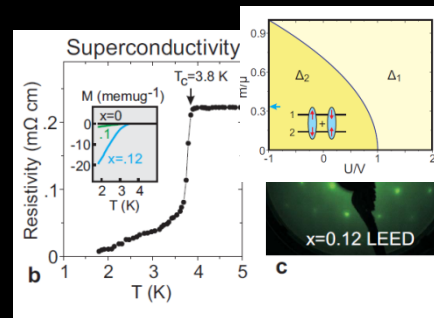 Superconductivity
Tc=3.8 K
M (memug-1)
x=0
.1
x=.12
0
-10
-20
2
3
4
T (K)
Resistivity (mΩ cm)
.2
.1
0
1
2
3
4
5
T (K)
b
m/μ
0.9
0.6
0.3
0
Δ2
Δ1
1
2
+
-1
0
1
2
U/V
x=0.12 LEED
c